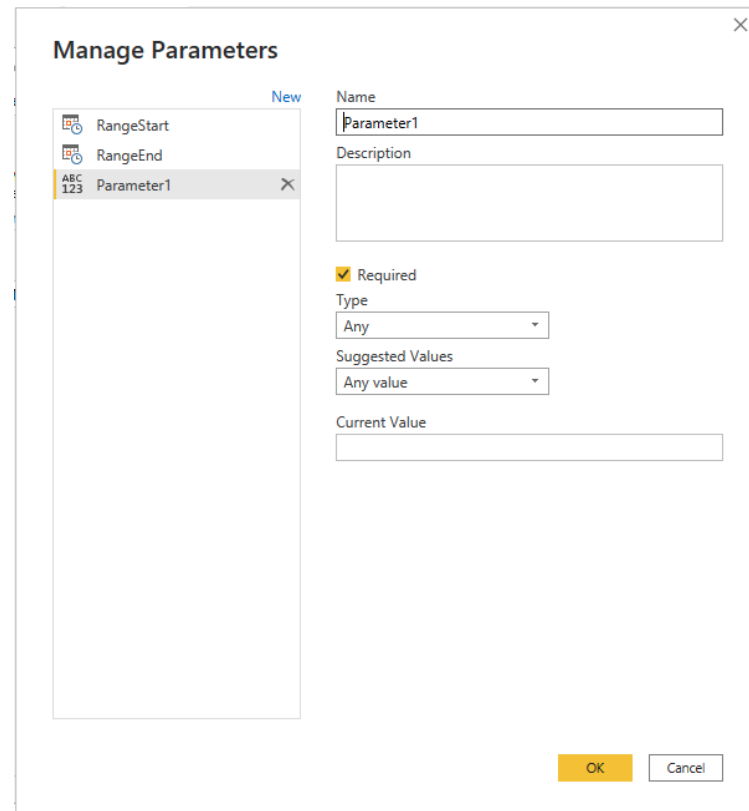 Manage Parameters
New
RangeStart
RangeEnd
ABC
123
Parameter1
Name
Parameter1
Description
Required
Type
Any
Suggested Values
Any value
Current Value
OK
Cancel